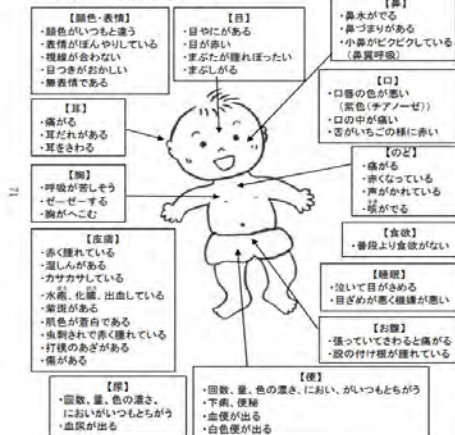 【顔色・表情】
・顔色がいつもと違う
・表情がぼんやりしている
・視線が合わない
・目つきがおかしい
・無表情である
【目】
・目やにがある
・目が赤い
・まぶたが腫れぼったい
・まぶしがる
【鼻】
・鼻水がでる
・鼻づまりがある
・小鼻がピクピクしている
(鼻翼呼吸)
【耳】
・痛がる
・耳だれがある
・耳をさわる
【口】
・口唇の色が悪い
(紫色(チアノーゼ))
・口の中が痛い
・舌がいちごの様に赤い
【のど】
・痛がる
・赤くなっている
・声がかれている
・咳がでる
【胸】
・呼吸が苦しそう
・ゼーゼーする
・胸がへこむ
71
【食欲】
・普段より食欲がない
【皮膚】
・赤く腫れている
・湿しんがある
・カサカサしている
・水疱、化膿、出血している
・紫斑がある
・肌色が蒼白である
・虫刺されで赤く腫れている
・打撲のあざがある
・傷がある
【睡眠】
・泣いて目がさめる
・目ざめが悪く機嫌が悪い
【お腹】
・張っていてさわると痛がる
・股の付け根が腫れている
【尿】
・回数、量、色の濃さ、
においがいつもとちがう
・血尿が出る
【便】
・回数、量、色の濃さ、におい、がいつもとちがう
・下痢、便秘
・血便が出る
・白色便が出る